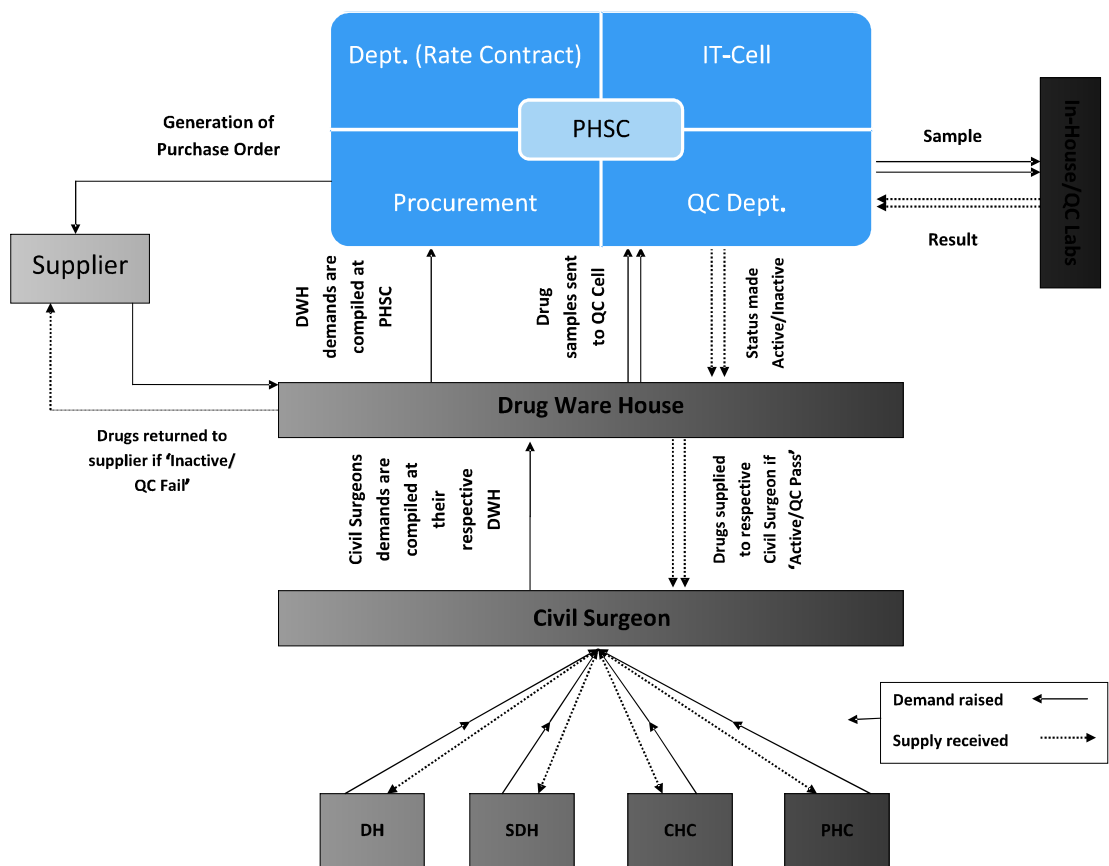 Dept. (Rate Contract)
IT-Cell
PHSC
Procurement
QC Dept.
Generation of
Purchase Order
Sample
Result
In-House/QC Labs
Supplier
DWH
demands are
compiled at
PHSC
Drug
samples sent
to QC Cell
Status made
Active/Inactive
Drug Ware House
Drugs returned to
supplier if ‘Inactive/
QC Fail’
Civil Surgeons
demands are
compiled at
their
respective
DWH
Drugs supplied
to respective
Civil Surgeon if
‘Active/QC Pass’
Civil Surgeon
Demand raised
Supply received
DH
SDH
CHC
PHC